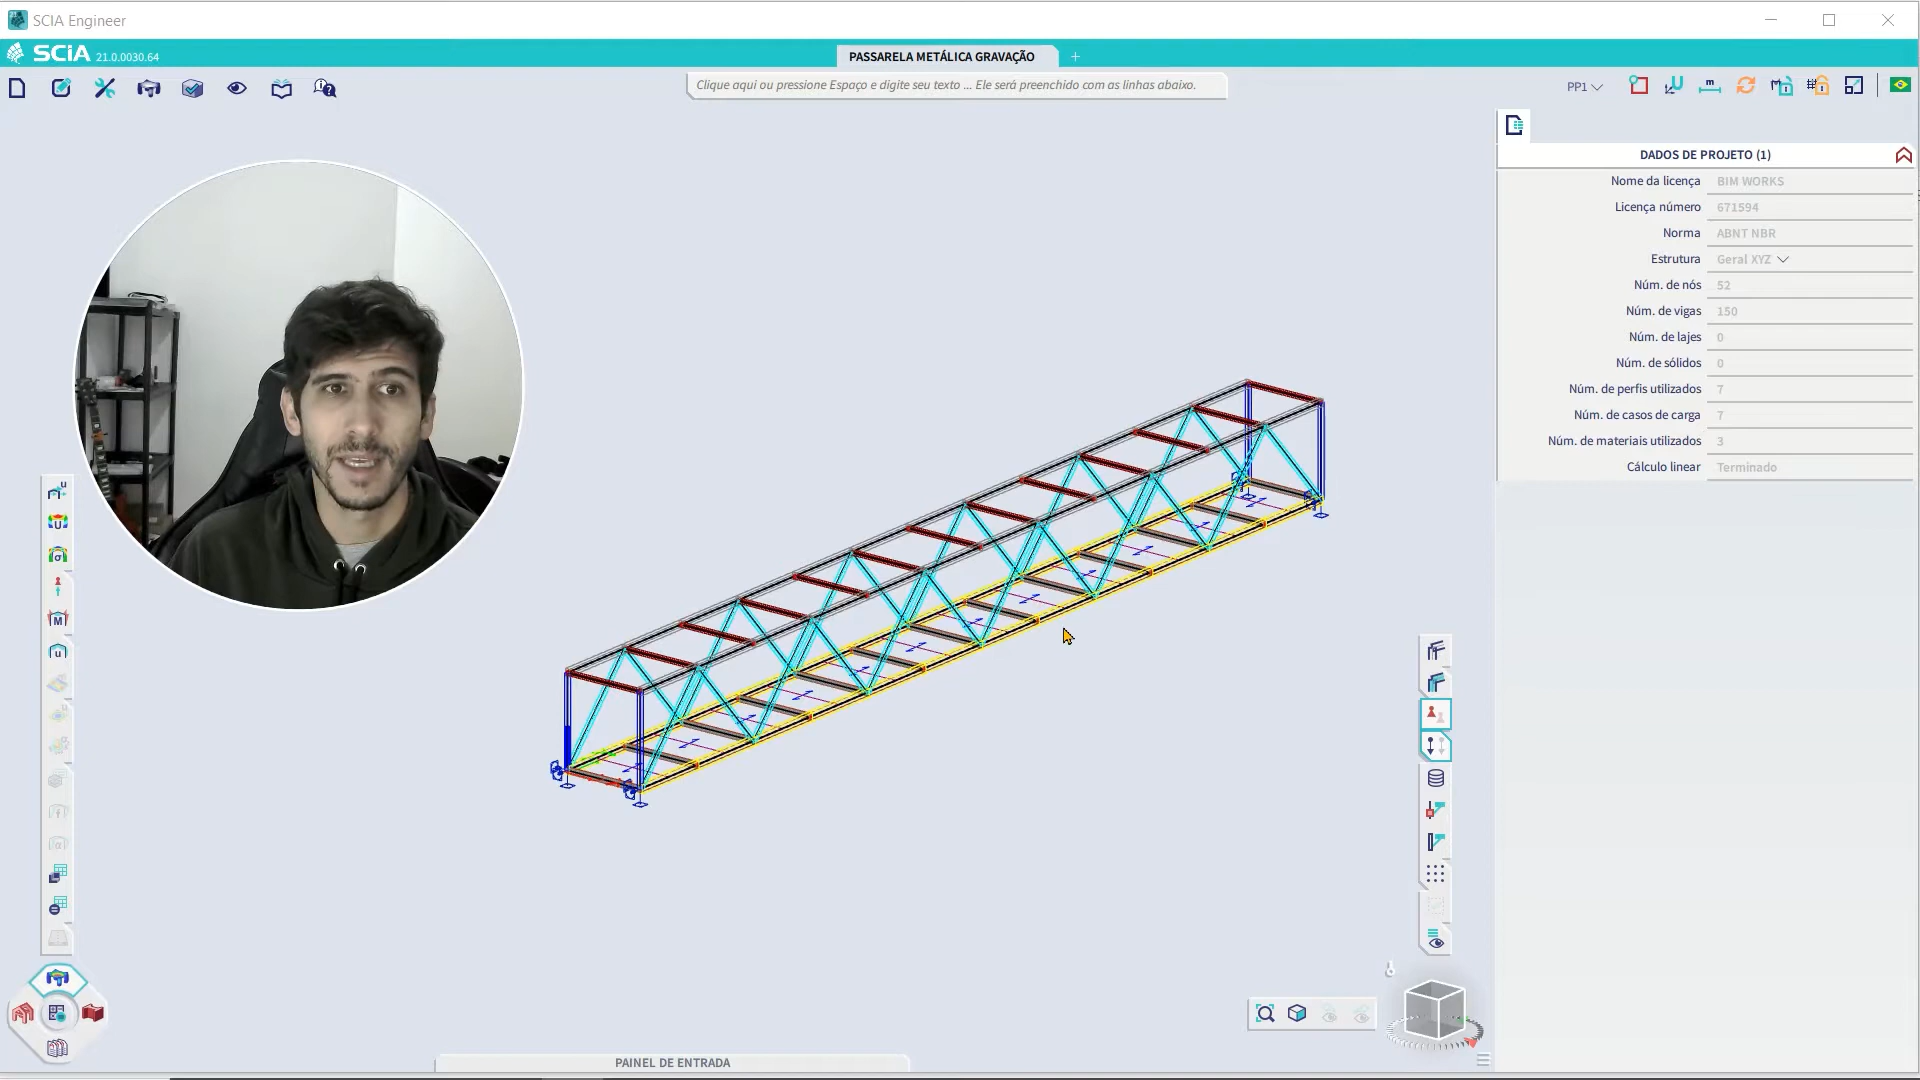 SCIA Engineer
SCIA 21.0.0030.64
PASSARELA METÁLICA GRAVAÇÃO
+
Clique aqui ou pressione Espaço e digite seu texto ... Ele será preenchido com as linhas abaixo.
PP1
DADOS DE PROJETO (1)
Nome da licença BIM WORKS
Licença número 671594
Norma ABNT NBR
Estrutura Geral XYZ
Núm. de nós 52
Núm. de vigas 150
Núm. de lajes 0
Núm. de sólidos 0
Núm. de perfis utilizados 7
Núm. de casos de carga 7
Núm. de materiais utilizados 3
Cálculo linear Terminado
PAINEL DE ENTRADA